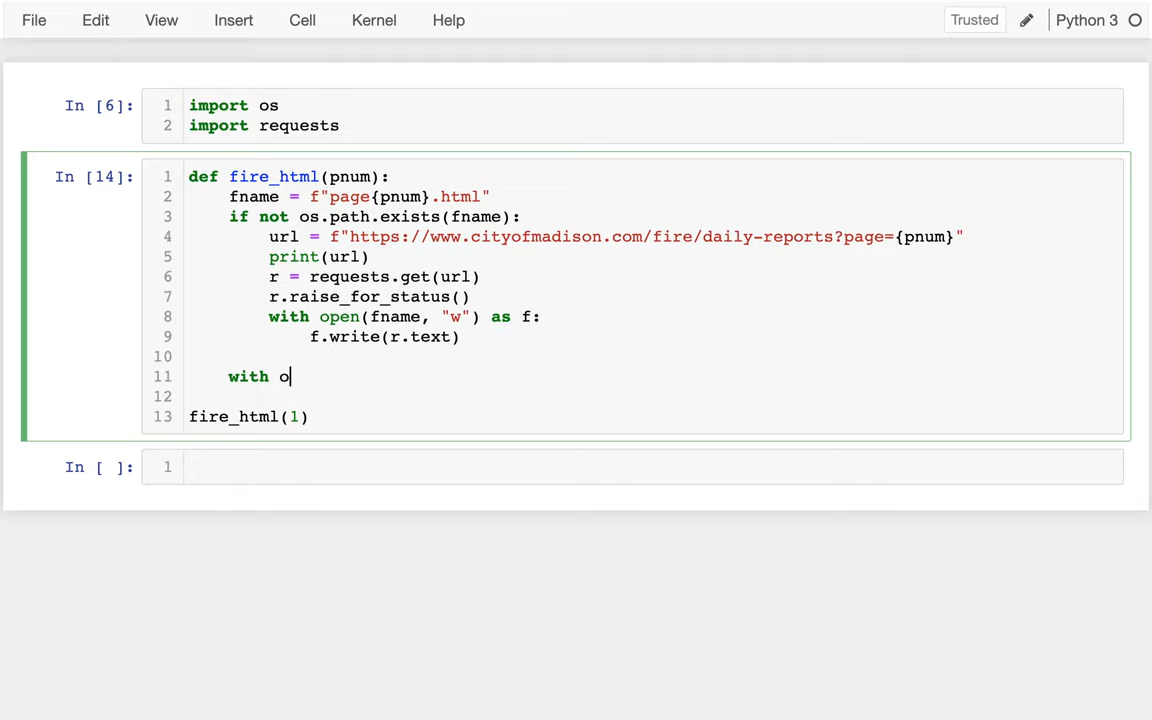 File Edit View Insert Cell Kernel Help Trusted Python 3
In [6]: 1 import os
2 import requests
In [14]: 1 def fire_html(pnum):
2     fname = f"page{pnum}.html"
3     if not os.path.exists(fname):
4         url = f"https://www.cityofmadison.com/fire/daily-reports?page={pnum}"
5         print(url)
6         r = requests.get(url)
7         r.raise_for_status()
8         with open(fname, "w") as f:
9             f.write(r.text)
10
11     with o
12
13 fire_html(1)
In [ ]: 1